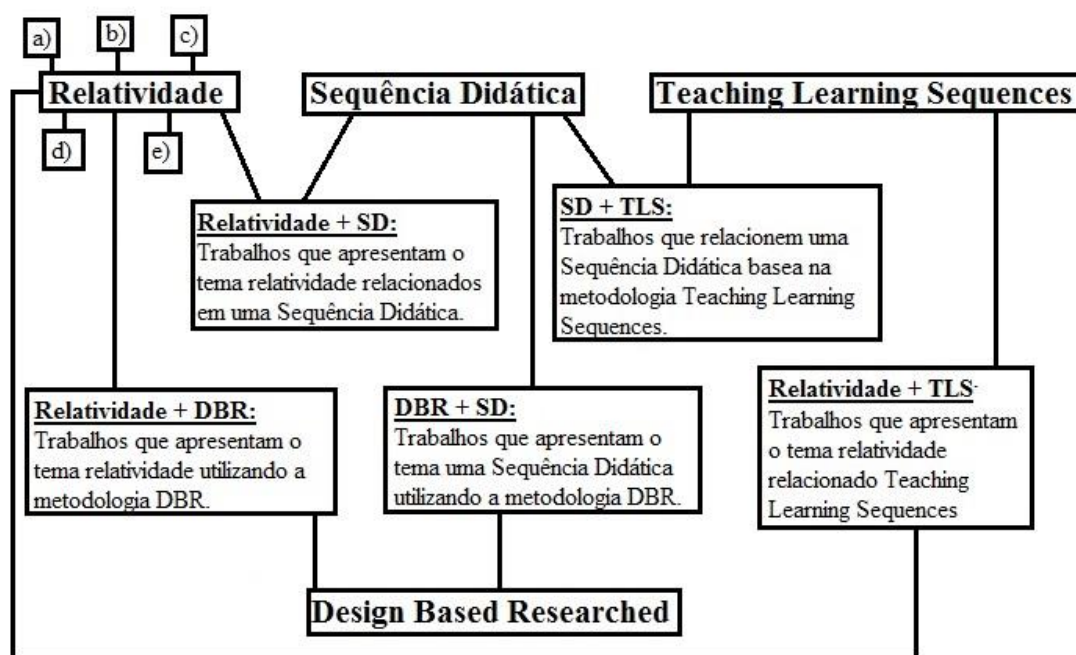 a)
b)
c)
Relatividade
Sequência Didática
Teaching Learning Sequences
d)
e)
Relatividade + SD:
Trabalhos que apresentam o
tema relatividade relacionados
em uma Sequência Didática.
SD + TLS:
Trabalhos que relacionem uma
Sequência Didática basea na
metodologia Teaching Learning
Sequences.
Relatividade + DBR:
Trabalhos que apresentam o
tema relatividade utilizando a
metodologia DBR.
DBR + SD:
Trabalhos que apresentam o
tema uma Sequência Didática
utilizando a metodologia DBR.
Relatividade + TLS
Trabalhos que apresentam
o tema relatividade
relacionado Teaching
Learning Sequences
Design Based Researched